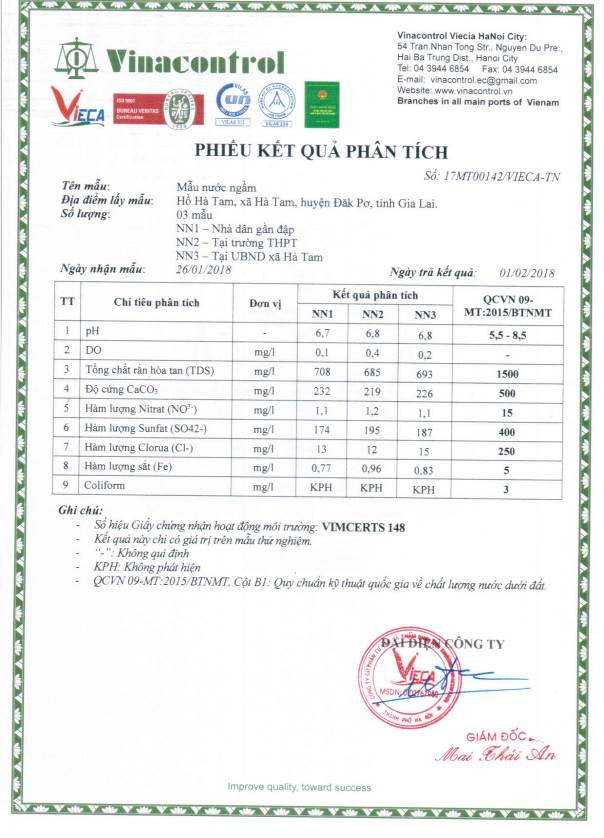 Vinacontrol
Vinacontrol Viecia HaNoi City:
54 Tran Nhan Tong Str., Nguyen Du Pre.,
Hai Ba Trung Dist., Hanoi City
Tel: 04 3944 6854 Fax: 04 3944 6854
E-mail: vinacontrol.ec@gmail.com
Website: www.vinacontrol.vn
Branches in all main ports of Vienam
VIECA
ISO 9001
BUREAU VERITAS
Certification
VILAS
VILAS
PHIẾU KẾT QUẢ PHÂN TÍCH
Số: 17MT00142/VIECA-TN
Tên mẫu: Mẫu nước ngầm
Địa điểm lấy mẫu: Hồ Hà Tam, xã Hà Tam, huyện Đăk Pơ, tỉnh Gia Lai.
Số lượng: 03 mẫu
NN1 – Nhà dân gần đập
NN2 – Tại trường THPT
NN3 – Tại UBND xã Hà Tam
Ngày nhận mẫu: 26/01/2018 Ngày trả kết quả: 01/02/2018
TT Chỉ tiêu phân tích Đơn vị Kết quả phân tích QCVN 09-MT:2015/BTNMT
NN1 NN2 NN3
1 pH - 6,7 6,8 6,8 5,5 - 8,5
2 DO mg/l 0,1 0,4 0,2 -
3 Tổng chất rắn hòa tan (TDS) mg/l 708 685 693 1500
4 Độ cứng CaCO3 mg/l 232 219 226 500
5 Hàm lượng Nitrat (NO³⁻) mg/l 1,1 1,2 1,1 15
6 Hàm lượng Sunfat (SO42-) mg/l 174 195 187 400
7 Hàm lượng Clorua (Cl-) mg/l 13 12 15 250
8 Hàm lượng sắt (Fe) mg/l 0,77 0,96 0,83 5
9 Coliform mg/l KPH KPH KPH 3
Ghi chú:
- Số hiệu Giấy chứng nhận hoạt động môi trường: VIMCERTS 148
- Kết quả này chỉ có giá trị trên mẫu thử nghiệm.
- "-": Không qui định
- KPH: Không phát hiện
- QCVN 09-MT:2015/BTNMT, Cột B1: Quy chuẩn kỹ thuật quốc gia về chất lượng nước dưới đất.
ĐẠI DIỆN CÔNG TY
VIECA
THÀNH PHỐ HÀ NỘI
GIÁM ĐỐC
Mai Thái An
Improve quality, toward success